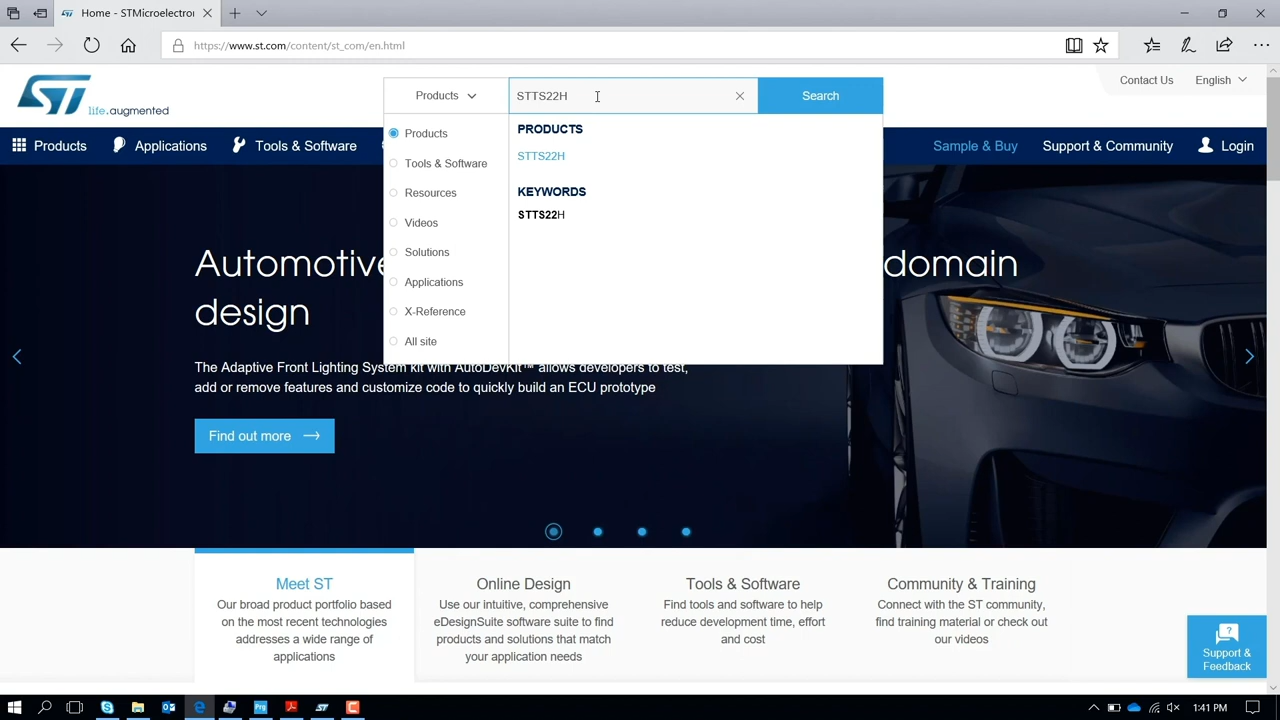 Home - STMicroelectron
https://www.st.com/content/st_com/en.html
ST
life.augmented
Products
STTS22H
Search
Contact Us
English
Products
Tools & Software
Resources
Videos
Solutions
Applications
X-Reference
All site
PRODUCTS
STTS22H
KEYWORDS
STTS22H
Products
Applications
Tools & Software
Sample & Buy
Support & Community
Login
Automotive domain
design
The Adaptive Front Lighting System kit with AutoDevKit™ allows developers to test,
add or remove features and customize code to quickly build an ECU prototype
Find out more
Meet ST
Our broad product portfolio based
on the most recent technologies
addresses a wide range of
applications
Online Design
Use our intuitive, comprehensive
eDesignSuite software suite to find
products and solutions that match
your application needs
Tools & Software
Find tools and software to help
reduce development time, effort
and cost
Community & Training
Connect with the ST community,
find training material or check out
our videos
Support &
Feedback
1:41 PM